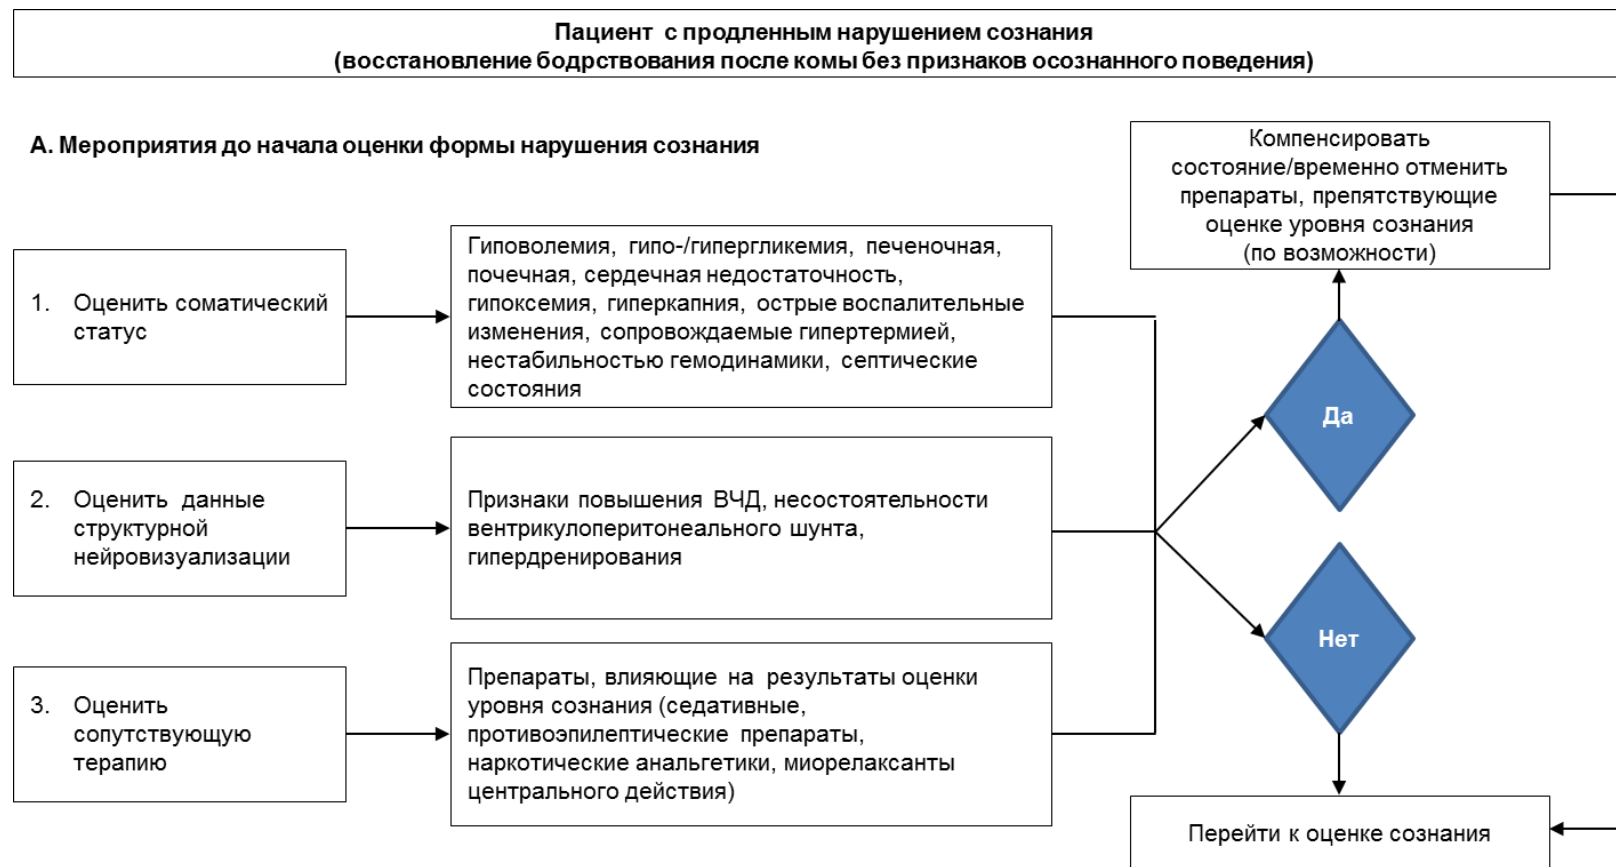 Пациент с продленным нарушением сознания
(восстановление бодрствования после комы без признаков осознанного поведения)
А. Мероприятия до начала оценки формы нарушения сознания
Компенсировать
состояние/временно отменить
препараты, препятствующие
оценке уровня сознания
(по возможности)
1. Оценить соматический
статус
Гиповолемия, гипо-/гипергликемия, печеночная,
почечная, сердечная недостаточность,
гипоксемия, гиперкапния, острые воспалительные
изменения, сопровождаемые гипертермией,
нестабильностью гемодинамики, септические
состояния
Да
2. Оценить данные
структурной
нейровизуализации
Признаки повышения ВЧД, несостоятельности
вентрикулоперитонеального шунта,
гипердренирования
Нет
3. Оценить
сопутствующую
терапию
Препараты, влияющие на результаты оценки
уровня сознания (седативные,
противоэпилептические препараты,
наркотические анальгетики, миорелаксанты
центрального действия)
Перейти к оценке сознания